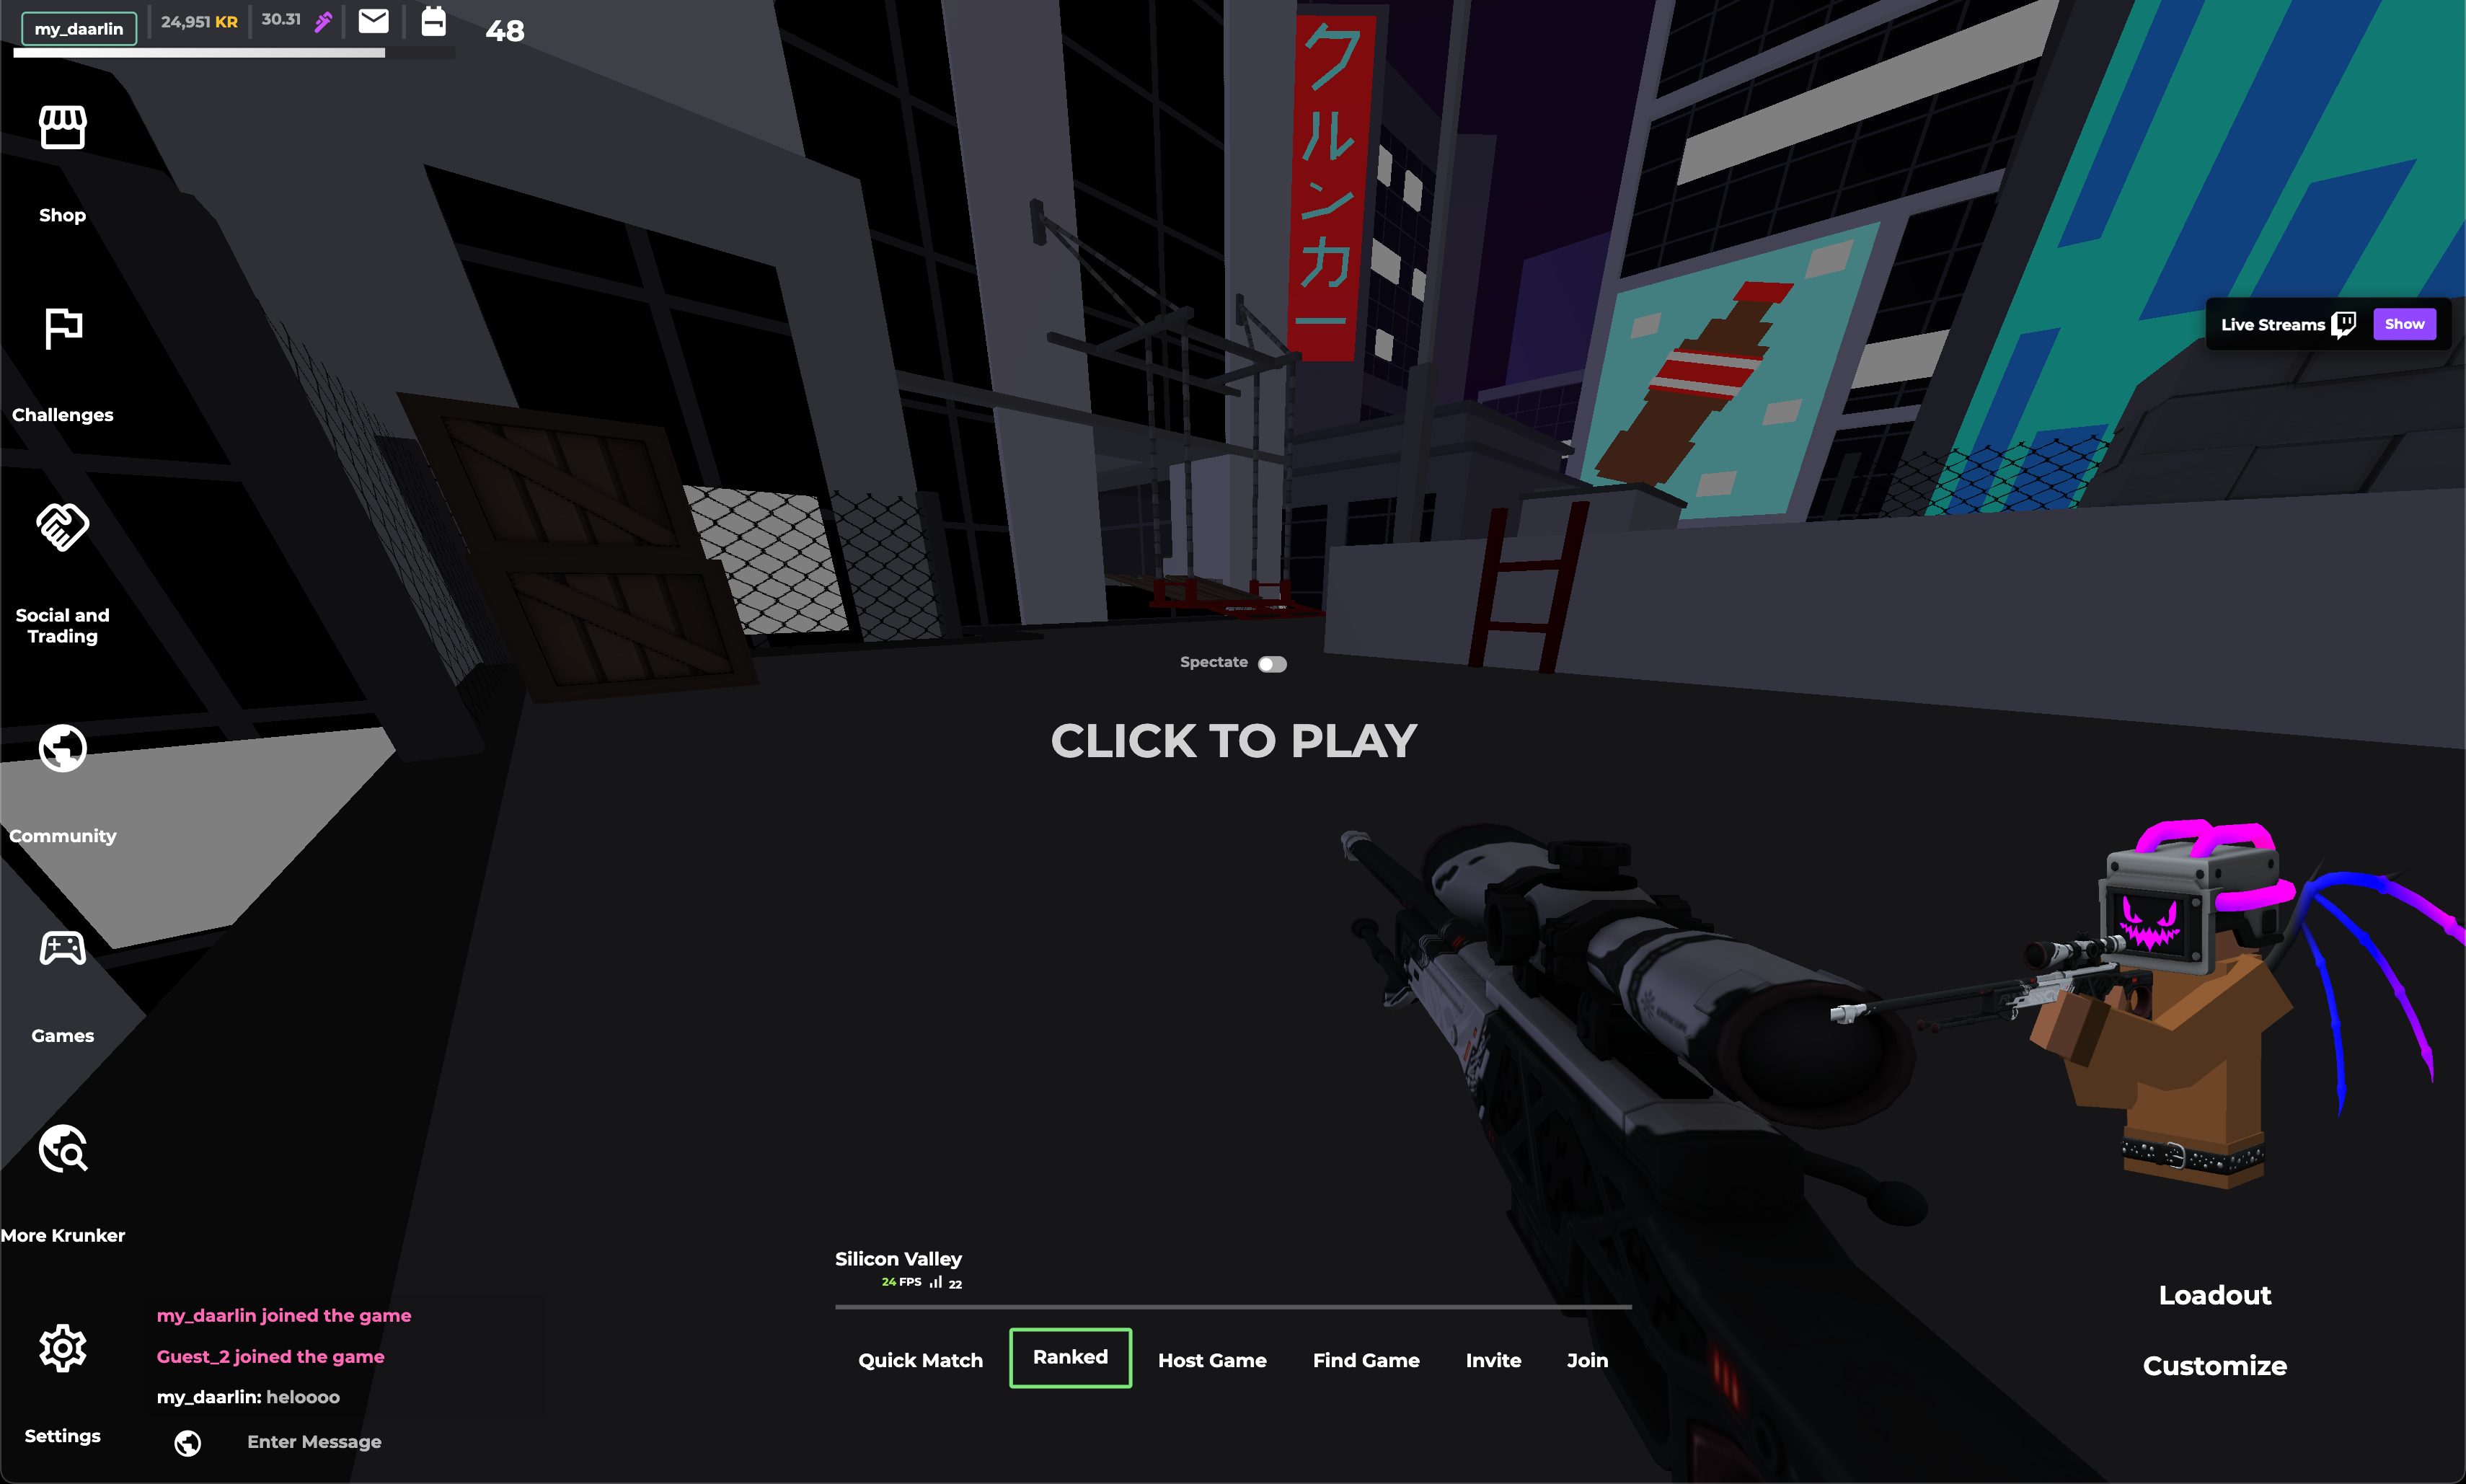 my_daarlin
24,951 KR
30.31
48
クルンカー
Shop
Challenges
Social and
Trading
Community
Games
More Krunker
Settings
Live Streams
Show
Spectate
CLICK TO PLAY
Silicon Valley
24 FPS 22
Quick Match
Ranked
Host Game
Find Game
Invite
Join
Loadout
Customize
my_daarlin joined the game
Guest_2 joined the game
my_daarlin: heloooo
Enter Message